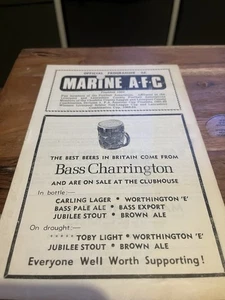 OFFICIAL PROGRAMME OF
MARINE A·F·C
THE BEST BEERS IN BRITAIN COME FROM
Bass Charrington
AND ARE ON SALE AT THE CLUBHOUSE
In bottle:—
CARLING LAGER * WORTHINGTON 'E'
BASS PALE ALE * BASS EXPORT
JUBILEE STOUT * BROWN ALE
On draught:—
TOBY LIGHT * WORTHINGTON 'E'
JUBILEE STOUT * BROWN ALE
Everyone Well Worth Supporting!